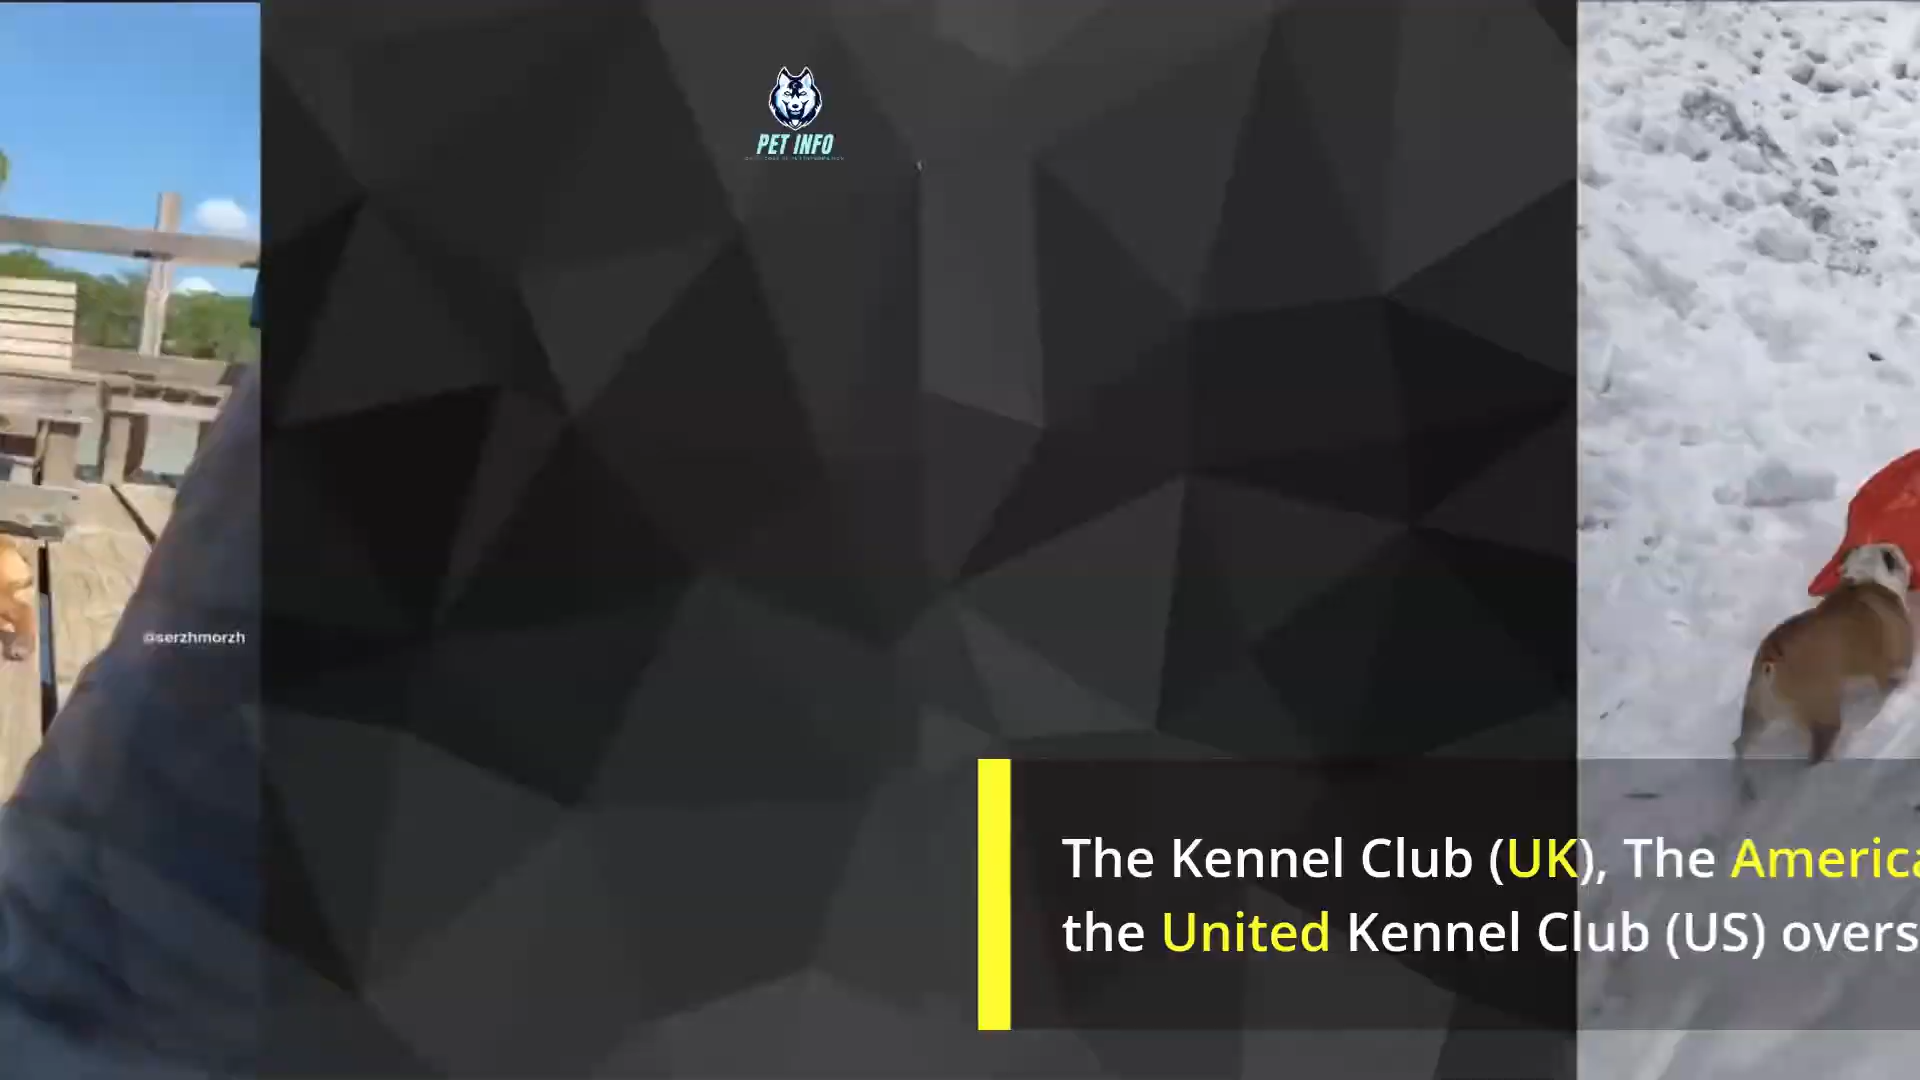 PET INFO
@serzhmorzh
The Kennel Club (UK), The America
the United Kennel Club (US) overs